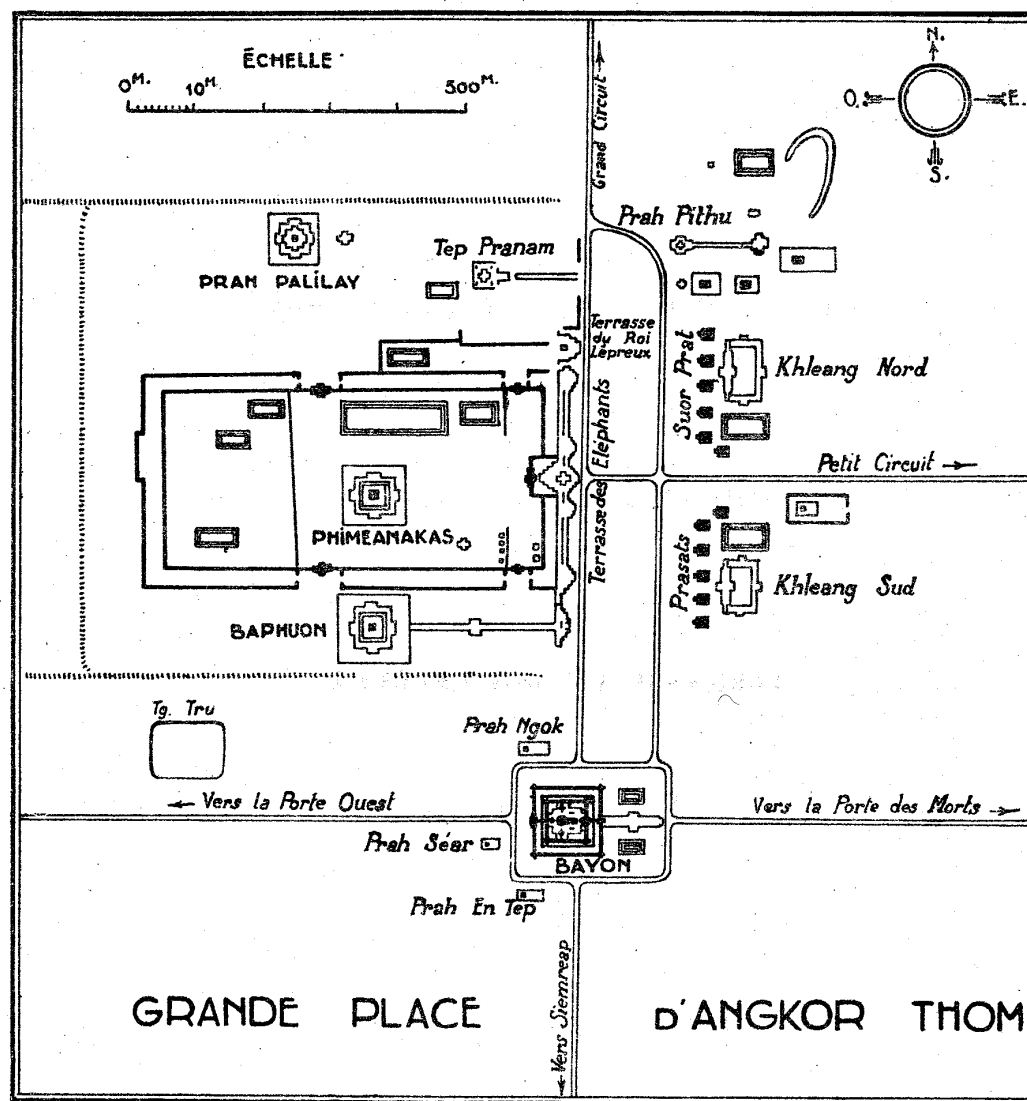 ÉCHELLE
0M. 10M 500M.
N.
O. E.
S.
Grand Circuit
Prah Pithu
Tep Pranam
PRAH PALILAY
Terrasse
du Roi
Lépreux
Suor Prat
Khleang Nord
Terrasse des Eléphants
Petit Circuit
PHIMEANAKAS
Prasats
Khleang Sud
BAPHUON
Tg. Tru
Prah Ngok
Vers la Porte Ouest
Vers la Porte des Morts
Prah Séar
BAYON
Prah En Tep
Vers Siemreap
GRANDE PLACE D'ANGKOR THOM